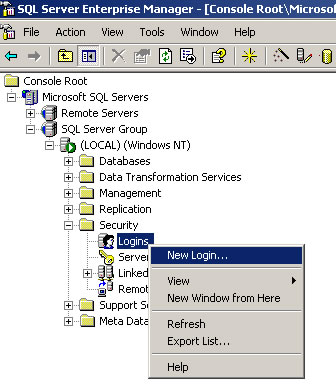 SQL Server Enterprise Manager - [Console Root\Microsof
File Action View Tools Window Help
Console Root
Microsoft SQL Servers
Remote Servers
SQL Server Group
(LOCAL) (Windows NT)
Databases
Data Transformation Services
Management
Replication
Security
Logins
New Login...
Server
Linked
View
Remot
New Window from Here
Support Se
Meta Data
Refresh
Export List...
Help